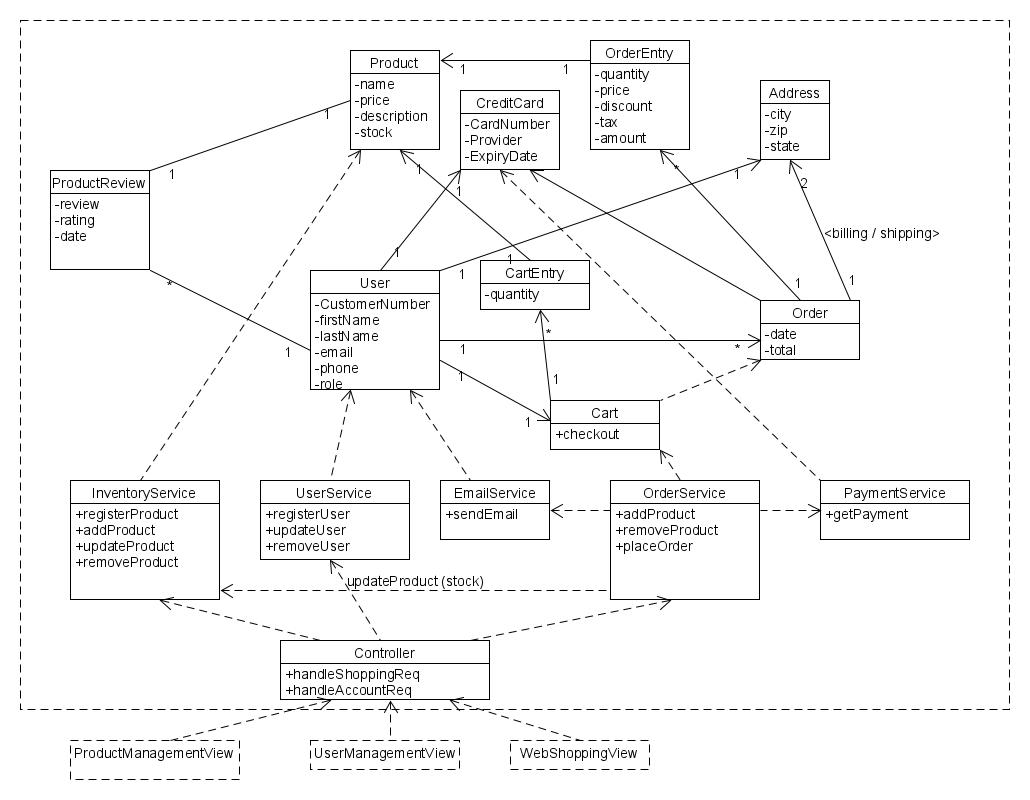 Product
-name
-price
-description
-stock
OrderEntry
-quantity
-price
-discount
-tax
-amount
1
1
CreditCard
-CardNumber
-Provider
-ExpiryDate
Address
-city
-zip
-state
ProductReview
-review
-rating
-date
1
1
1
1
*
1
2
<billing / shipping>
User
-CustomerNumber
-firstName
-lastName
-email
-phone
-role
1
1
1
CartEntry
-quantity
1
1
Order
-date
-total
*
1
1
*
*
1
1
1
Cart
+checkout
InventoryService
+registerProduct
+addProduct
+updateProduct
+removeProduct
UserService
+registerUser
+updateUser
+removeUser
EmailService
+sendEmail
OrderService
+addProduct
+removeProduct
+placeOrder
PaymentService
+getPayment
updateProduct (stock)
Controller
+handleShoppingReq
+handleAccountReq
ProductManagementView
UserManagementView
WebShoppingView